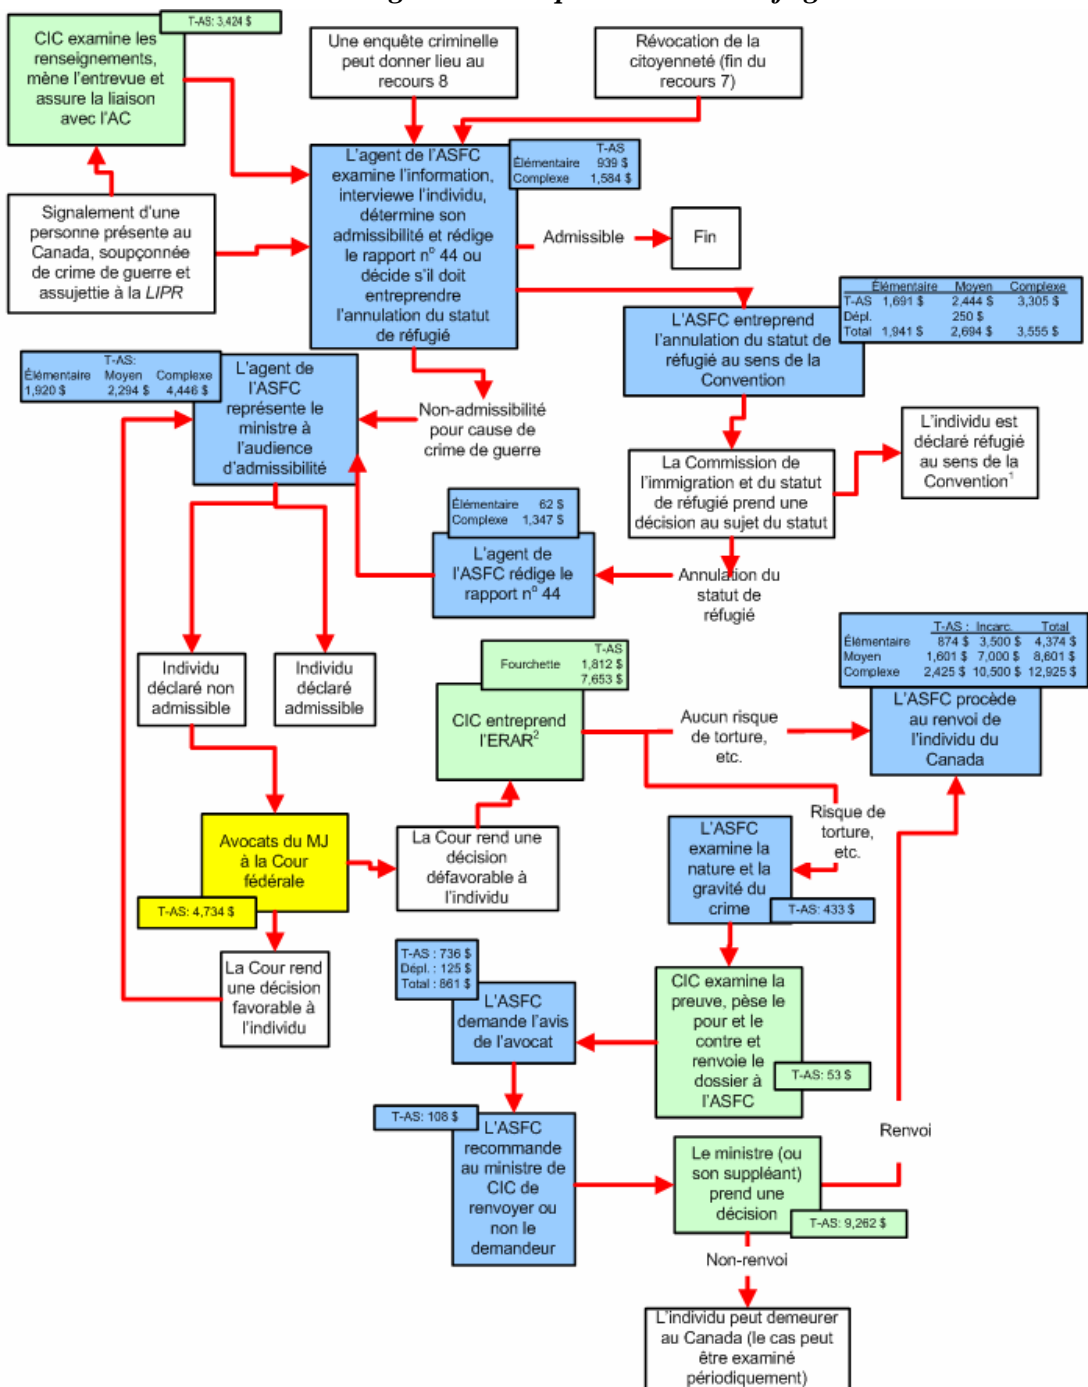 T-AS: 3,424 $
CIC examine les
renseignements,
mène l'entrevue et
assure la liaison
avec l'AC
Une enquête criminelle
peut donner lieu au
recours 8
Révocation de la
citoyenneté (fin du
recours 7)
T-AS
Élémentaire 939 $
Complexe 1,584 $
L'agent de l'ASFC
examine l'information,
interviewe l'individu,
détermine son
admissibilité et rédige
le rapport n° 44 ou
décide s'il doit
entreprendre
l'annulation du statut
de réfugié
Signalement d'une
personne présente au
Canada, soupçonnée
de crime de guerre et
assujettie à la LIPR
Admissible
Fin
Élémentaire Moyen Complexe
T-AS 1,691 $ 2,444 $ 3,305 $
Dépl. 250 $
Total 1,941 $ 2,694 $ 3,555 $
L'ASFC entreprend
l'annulation du statut de
réfugié au sens de la
Convention
T-AS:
Élémentaire Moyen Complexe
1,920 $ 2,294 $ 4,446 $
L'agent de
l'ASFC
représente le
ministre à
l'audience
d'admissibilité
Non-admissibilité
pour cause de
crime de guerre
L'individu est
déclaré réfugié
au sens de la
Convention¹
La Commission de
l'immigration et du statut
de réfugié prend une
décision au sujet du statut
Élémentaire 62 $
Complexe 1,347 $
L'agent de
l'ASFC rédige le
rapport n° 44
Annulation du
statut de
réfugié
Individu
déclaré non
admissible
Individu
déclaré
admissible
T-AS
Fourchette 1,812 $
7,653 $
CIC entreprend
l'ERAR²
Aucun risque
de torture,
etc.
T-AS : Incarc. Total
Élémentaire 874 $ 3,500 $ 4,374 $
Moyen 1,601 $ 7,000 $ 8,601 $
Complexe 2,425 $ 10,500 $ 12,925 $
L'ASFC procède
au renvoi de
l'individu du
Canada
Risque de
torture,
etc.
Avocats du MJ
à la Cour
fédérale
T-AS: 4,734 $
La Cour rend une
décision
défavorable à
l'individu
L'ASFC
examine la
nature et la
gravité du
crime
T-AS: 433 $
La Cour rend
une décision
favorable à
l'individu
T-AS : 736 $
Dépl. : 125 $
Total : 861 $
L'ASFC
demande l'avis
de l'avocat
CIC examine la
preuve, pèse le
pour et le
contre et
renvoie le
dossier à
l'ASFC
T-AS: 53 $
T-AS: 108 $
L'ASFC
recommande
au ministre de
CIC de
renvoyer ou
non le
demandeur
Le ministre (ou
son suppléant)
prend une
décision
T-AS: 9,262 $
Renvoi
Non-renvoi
L'individu peut demeurer
au Canada (le cas peut
être examiné
périodiquement)